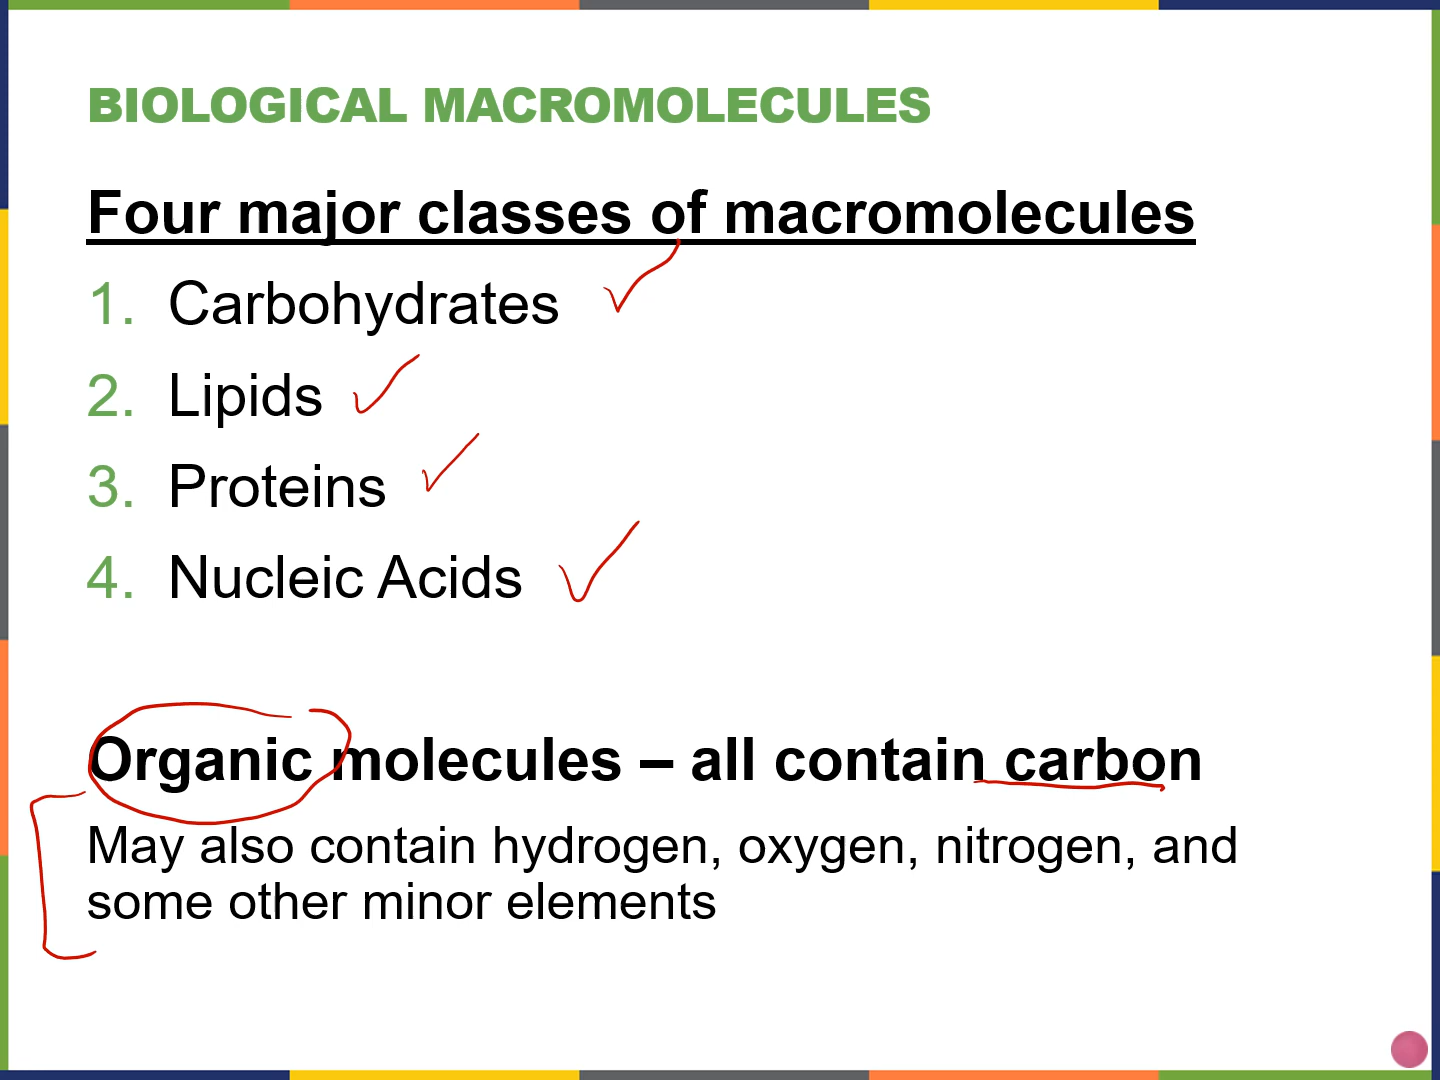 BIOLOGICAL MACROMOLECULES
Four major classes of macromolecules
1. Carbohydrates
2. Lipids
3. Proteins
4. Nucleic Acids
Organic molecules – all contain carbon
May also contain hydrogen, oxygen, nitrogen, and
some other minor elements